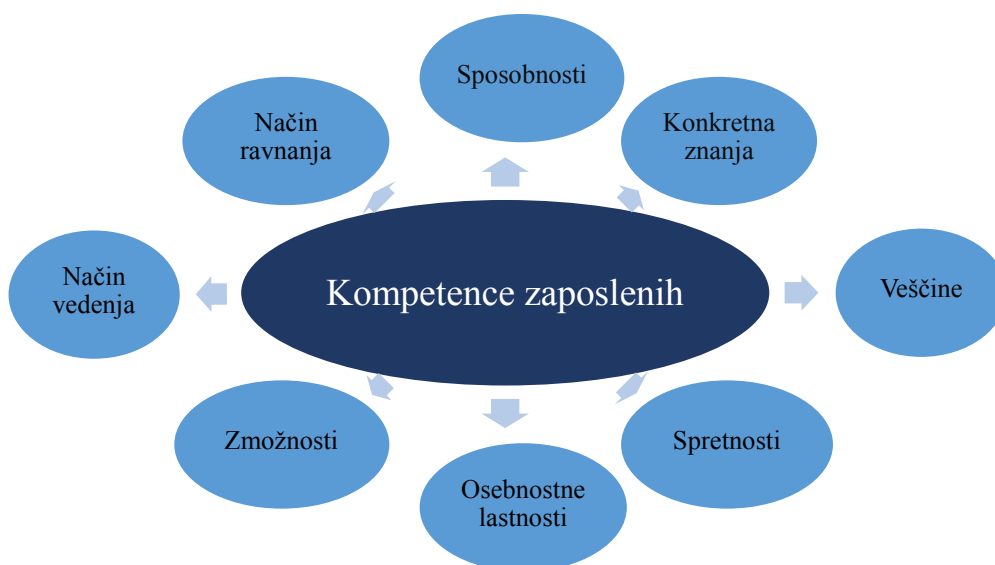 Sposobnosti
Način
ravnanja
Konkretna
znanja
Način
vedenja
Kompetence zaposlenih
Veščine
Zmožnosti
Spretnosti
Osebnostne
lastnosti